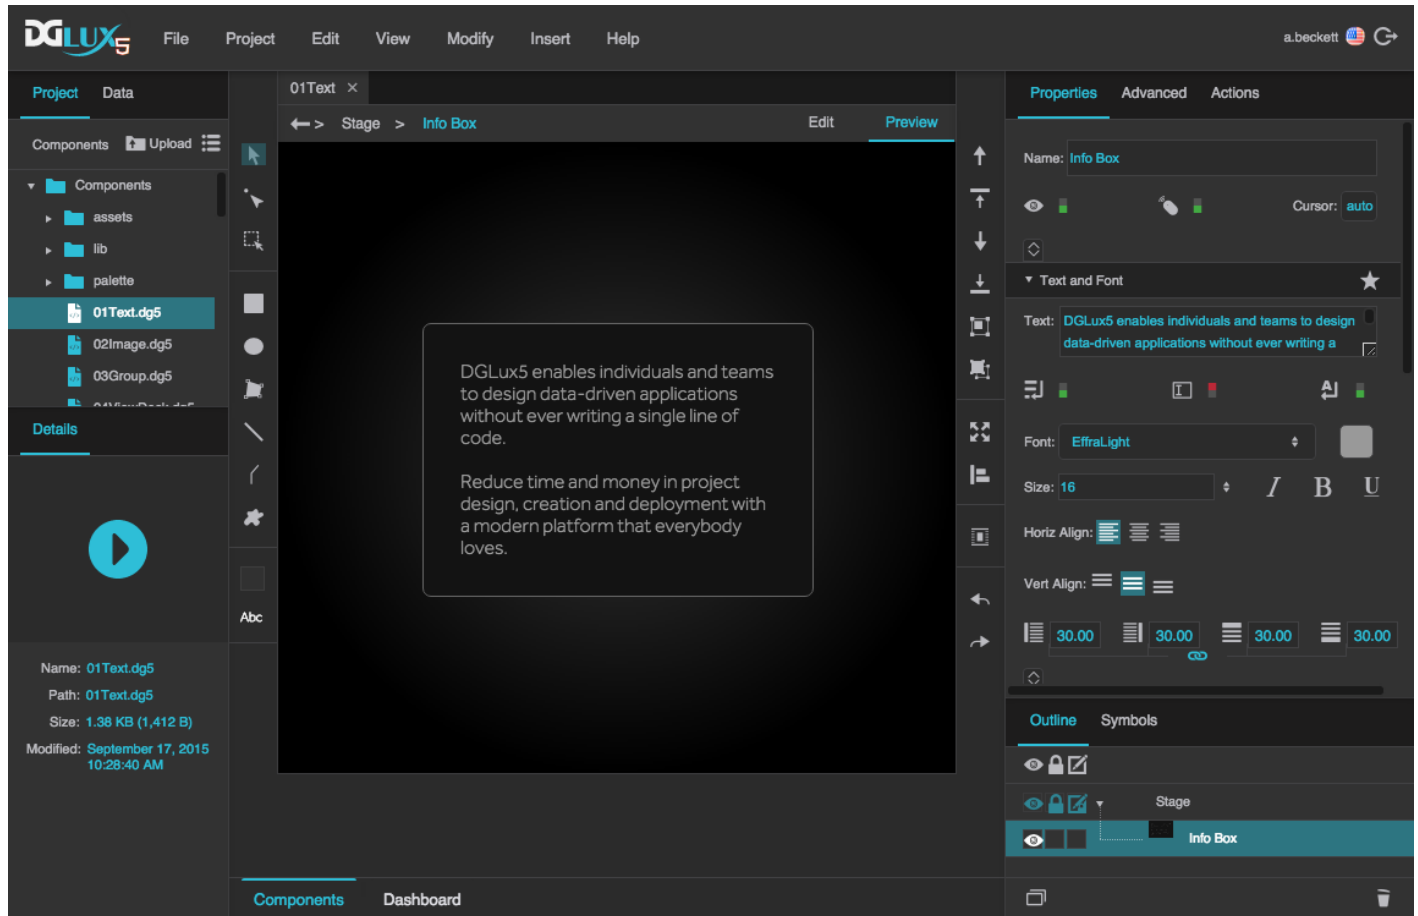 DGLUX5 File Project Edit View Modify Insert Help a.beckett
Project Data
Components Upload
Components
assets
lib
palette
01Text.dg5
02Image.dg5
03Group.dg5
04ViewDeck.dg5
Details
Name: 01Text.dg5
Path: 01Text.dg5
Size: 1.38 KB (1,412 B)
Modified: September 17, 2015
10:28:40 AM
Abc
01Text ×
> Stage > Info Box Edit Preview
DGLux5 enables individuals and teams
to design data-driven applications
without ever writing a single line of
code.
Reduce time and money in project
design, creation and deployment with
a modern platform that everybody
loves.
Components Dashboard
Properties Advanced Actions
Name: Info Box
Cursor: auto
Text and Font
Text: DGLux5 enables individuals and teams to design
data-driven applications without ever writing a
Font: EffraLight
Size: 16 I B U
Horiz Align:
Vert Align:
30.00 30.00 30.00 30.00
Outline Symbols
Stage
Info Box